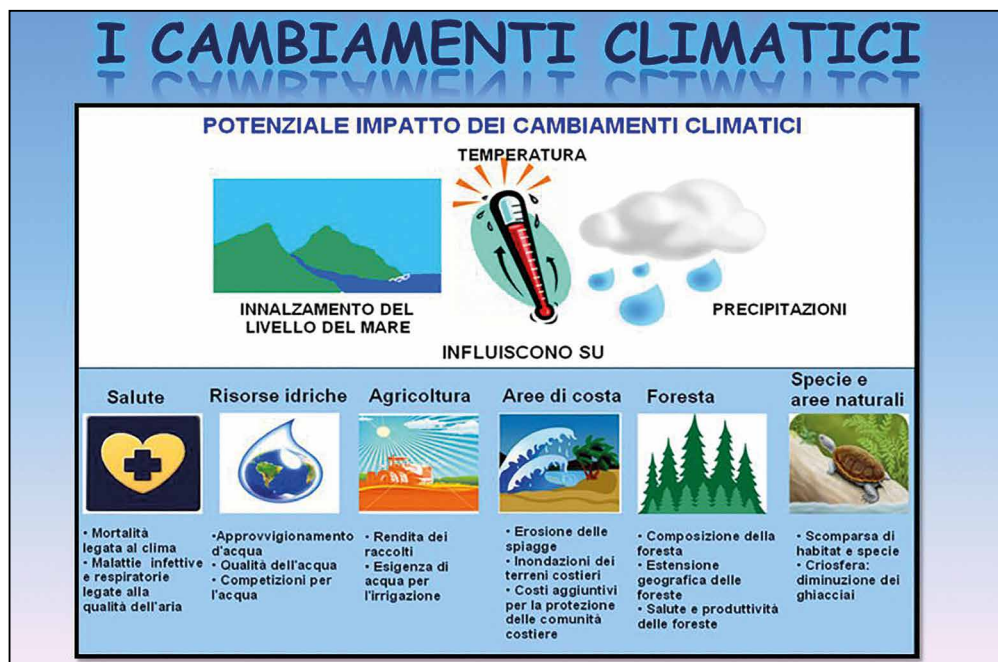 I CAMBIAMENTI CLIMATICI
POTENZIALE IMPATTO DEI CAMBIAMENTI CLIMATICI
TEMPERATURA
INNALZAMENTO DEL
LIVELLO DEL MARE
PRECIPITAZIONI
INFLUISCONO SU
Salute
• Mortalità
legata al clima
• Malattie infettive
e respiratorie
legate alla
qualità dell'aria
Risorse idriche
•Approvvigionamento
d'acqua
• Qualità dell'acqua
• Competizioni per
l'acqua
Agricoltura
• Rendita dei
raccolti
• Esigenza di
acqua per
l'irrigazione
Aree di costa
• Erosione delle
spiagge
• Inondazioni dei
terreni costieri
• Costi aggiuntivi
per la protezione
delle comunità
costiere
Foresta
• Composizione della
foresta
• Estensione
geografica delle
foreste
• Salute e produttività
delle foreste
Specie e
aree naturali
• Scomparsa di
habitat e specie
• Criosfera:
diminuzione dei
ghiacciai